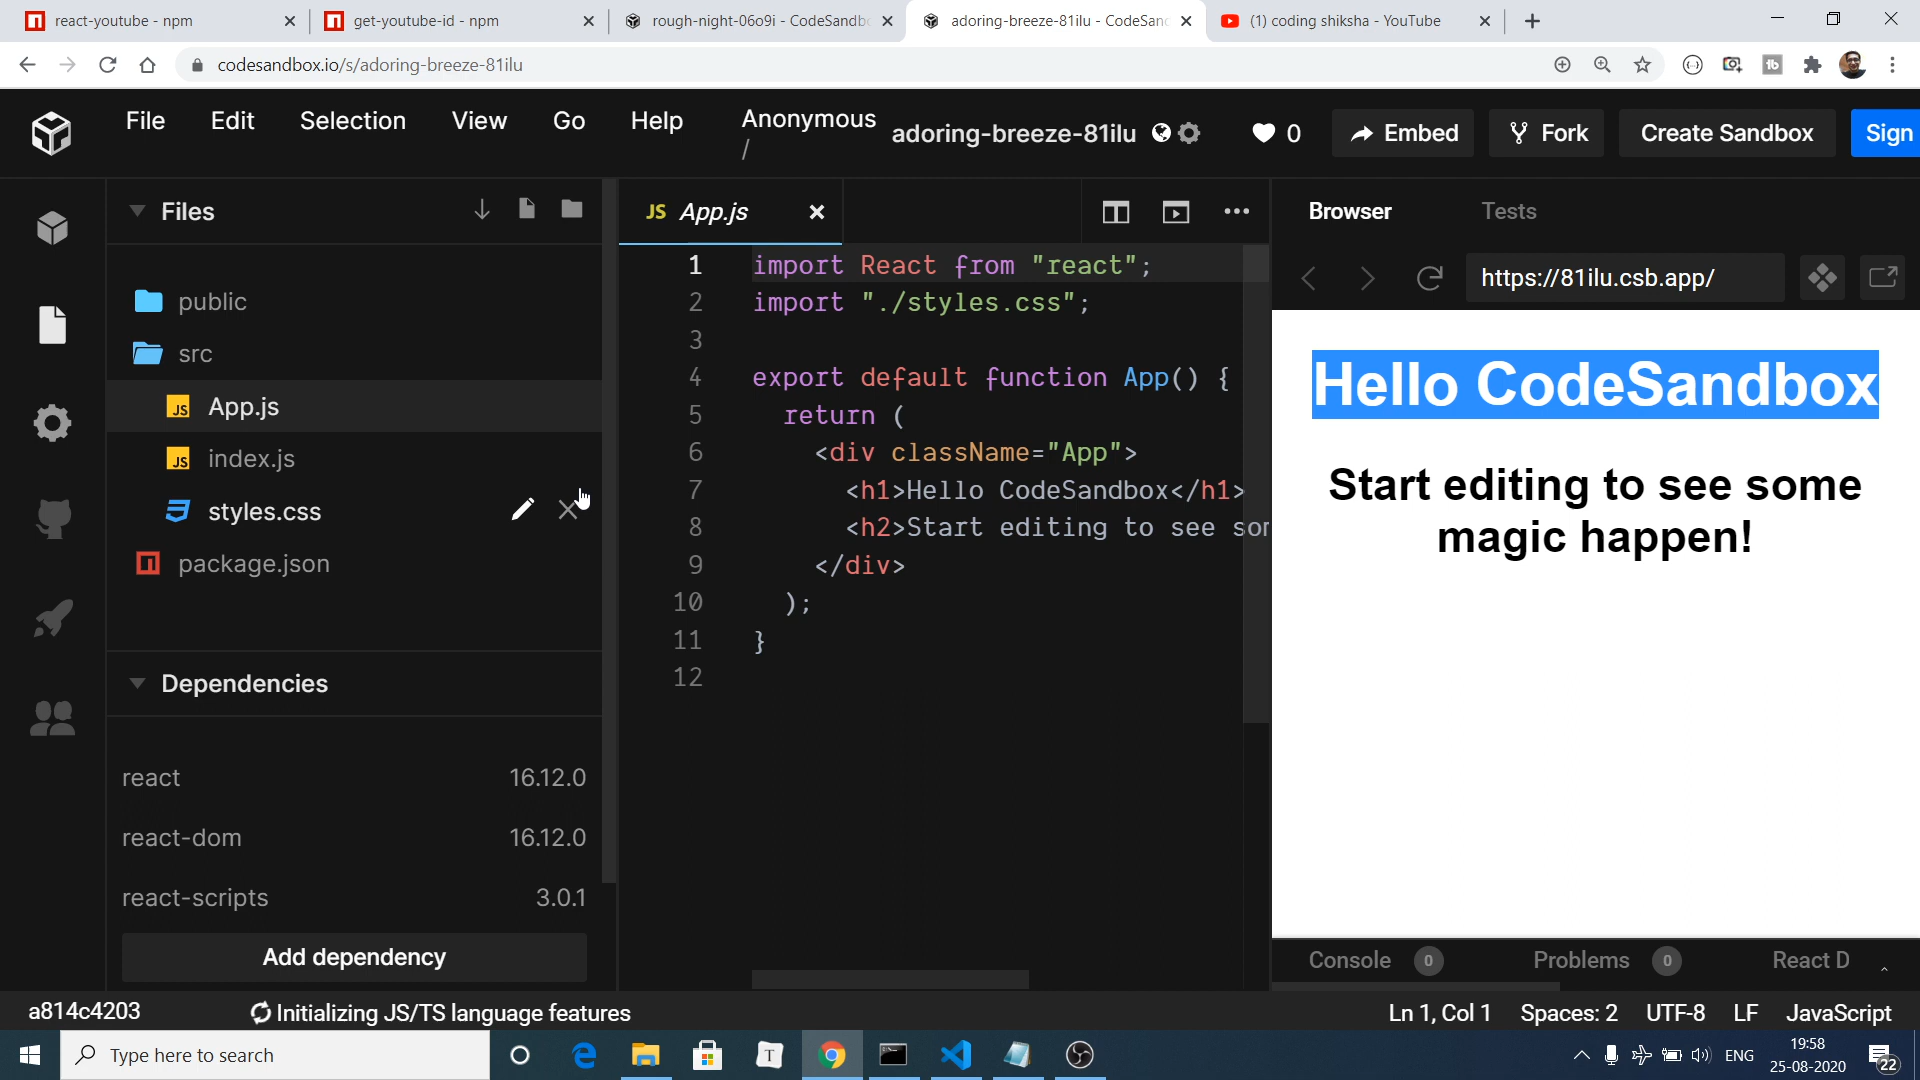 react-youtube - npm
get-youtube-id - npm
rough-night-06o9i - CodeSandb
adoring-breeze-81ilu - CodeSan
(1) coding shiksha - YouTube
codesandbox.io/s/adoring-breeze-81ilu
File Edit Selection View Go Help
Anonymous
/
adoring-breeze-81ilu
0
Embed
Fork
Create Sandbox
Sign
Files
public
src
JS App.js
JS index.js
styles.css
package.json
Dependencies
react 16.12.0
react-dom 16.12.0
react-scripts 3.0.1
Add dependency
JS App.js
1 import React from "react";
2 import "./styles.css";
3
4 export default function App() {
5 return (
6 <div className="App">
7 <h1>Hello CodeSandbox</h1>
8 <h2>Start editing to see som
9 </div>
10 );
11 }
12
Browser Tests
https://81ilu.csb.app/
Hello CodeSandbox
Start editing to see some
magic happen!
Console 0 Problems 0 React D
a814c4203
Initializing JS/TS language features
Ln 1, Col 1 Spaces: 2 UTF-8 LF JavaScript
Type here to search
T
ENG
19:58
25-08-2020
22